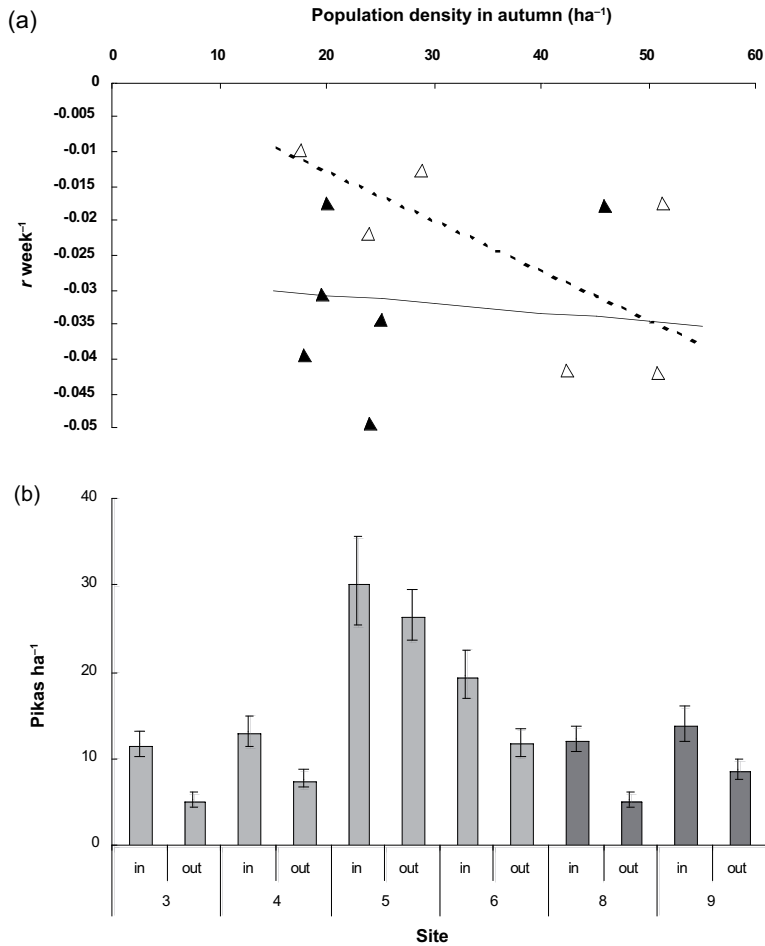 (a)
Population density in autumn (ha⁻¹)
0 10 20 30 40 50 60
0
-0.005
-0.01
-0.015
-0.02
-0.025
-0.03
-0.035
-0.04
-0.045
-0.05
r week⁻¹
(b)
40
30
20
10
0
Pikas ha⁻¹
in out in out in out in out in out in out
3 4 5 6 8 9
Site